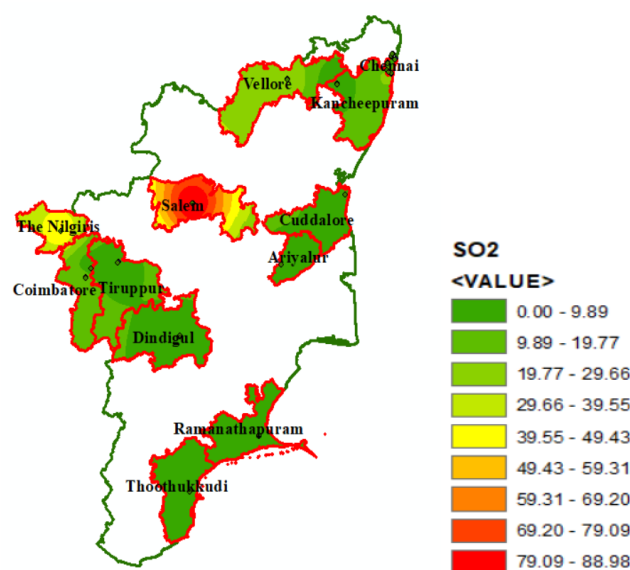 Chennai
Vellore
Kancheepuram
Salem
The Nilgiris
Cuddalore
Ariyalur
Coimbatore
Tiruppur
Dindigul
Ramanathapuram
Thoothukkudi
SO2
<VALUE>
0.00 - 9.89
9.89 - 19.77
19.77 - 29.66
29.66 - 39.55
39.55 - 49.43
49.43 - 59.31
59.31 - 69.20
69.20 - 79.09
79.09 - 88.98